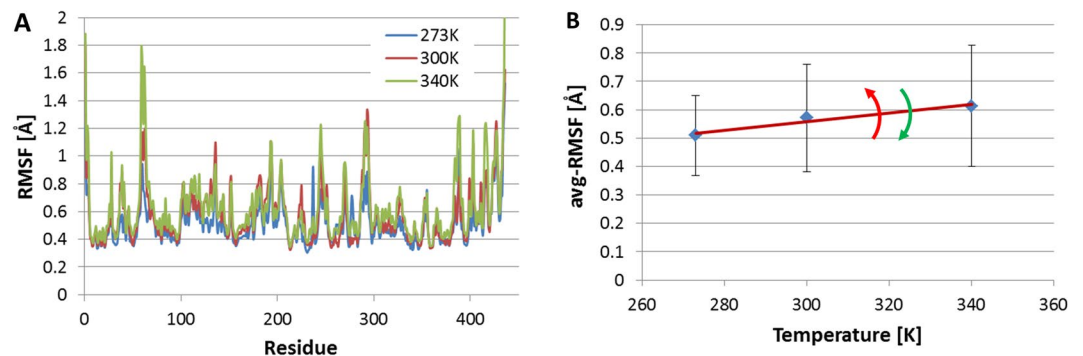 A
2
1.8
1.6
1.4
1.2
1
0.8
0.6
0.4
0.2
0
RMSF [Å]
273K
300K
340K
0 100 200 300 400
Residue
B
0.9
0.8
0.7
0.6
0.5
0.4
0.3
0.2
0.1
0
avg-RMSF [Å]
260 280 300 320 340 360
Temperature [K]